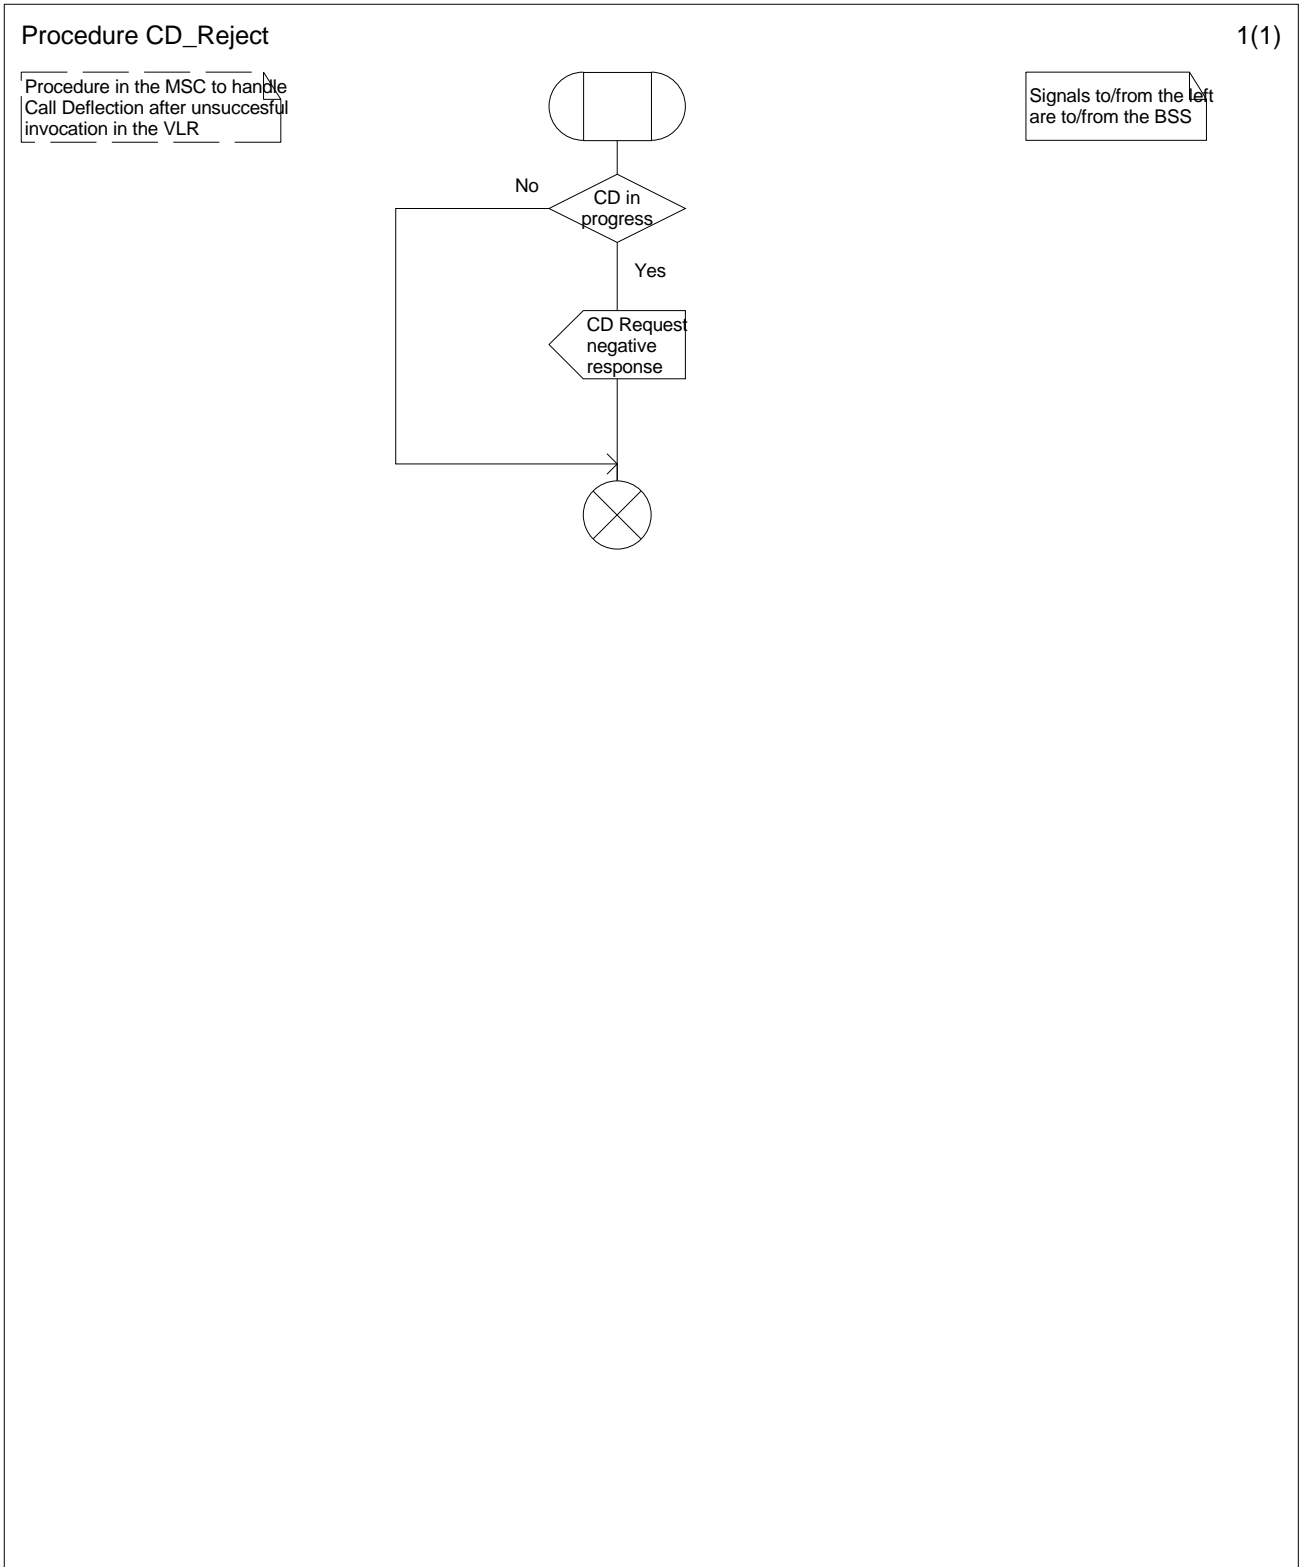 Procedure CD_Reject
1(1)
Procedure in the MSC to handle
Call Deflection after unsuccesful
invocation in the VLR
Signals to/from the left
are to/from the BSS
No
CD in
progress
Yes
CD Request
negative
response